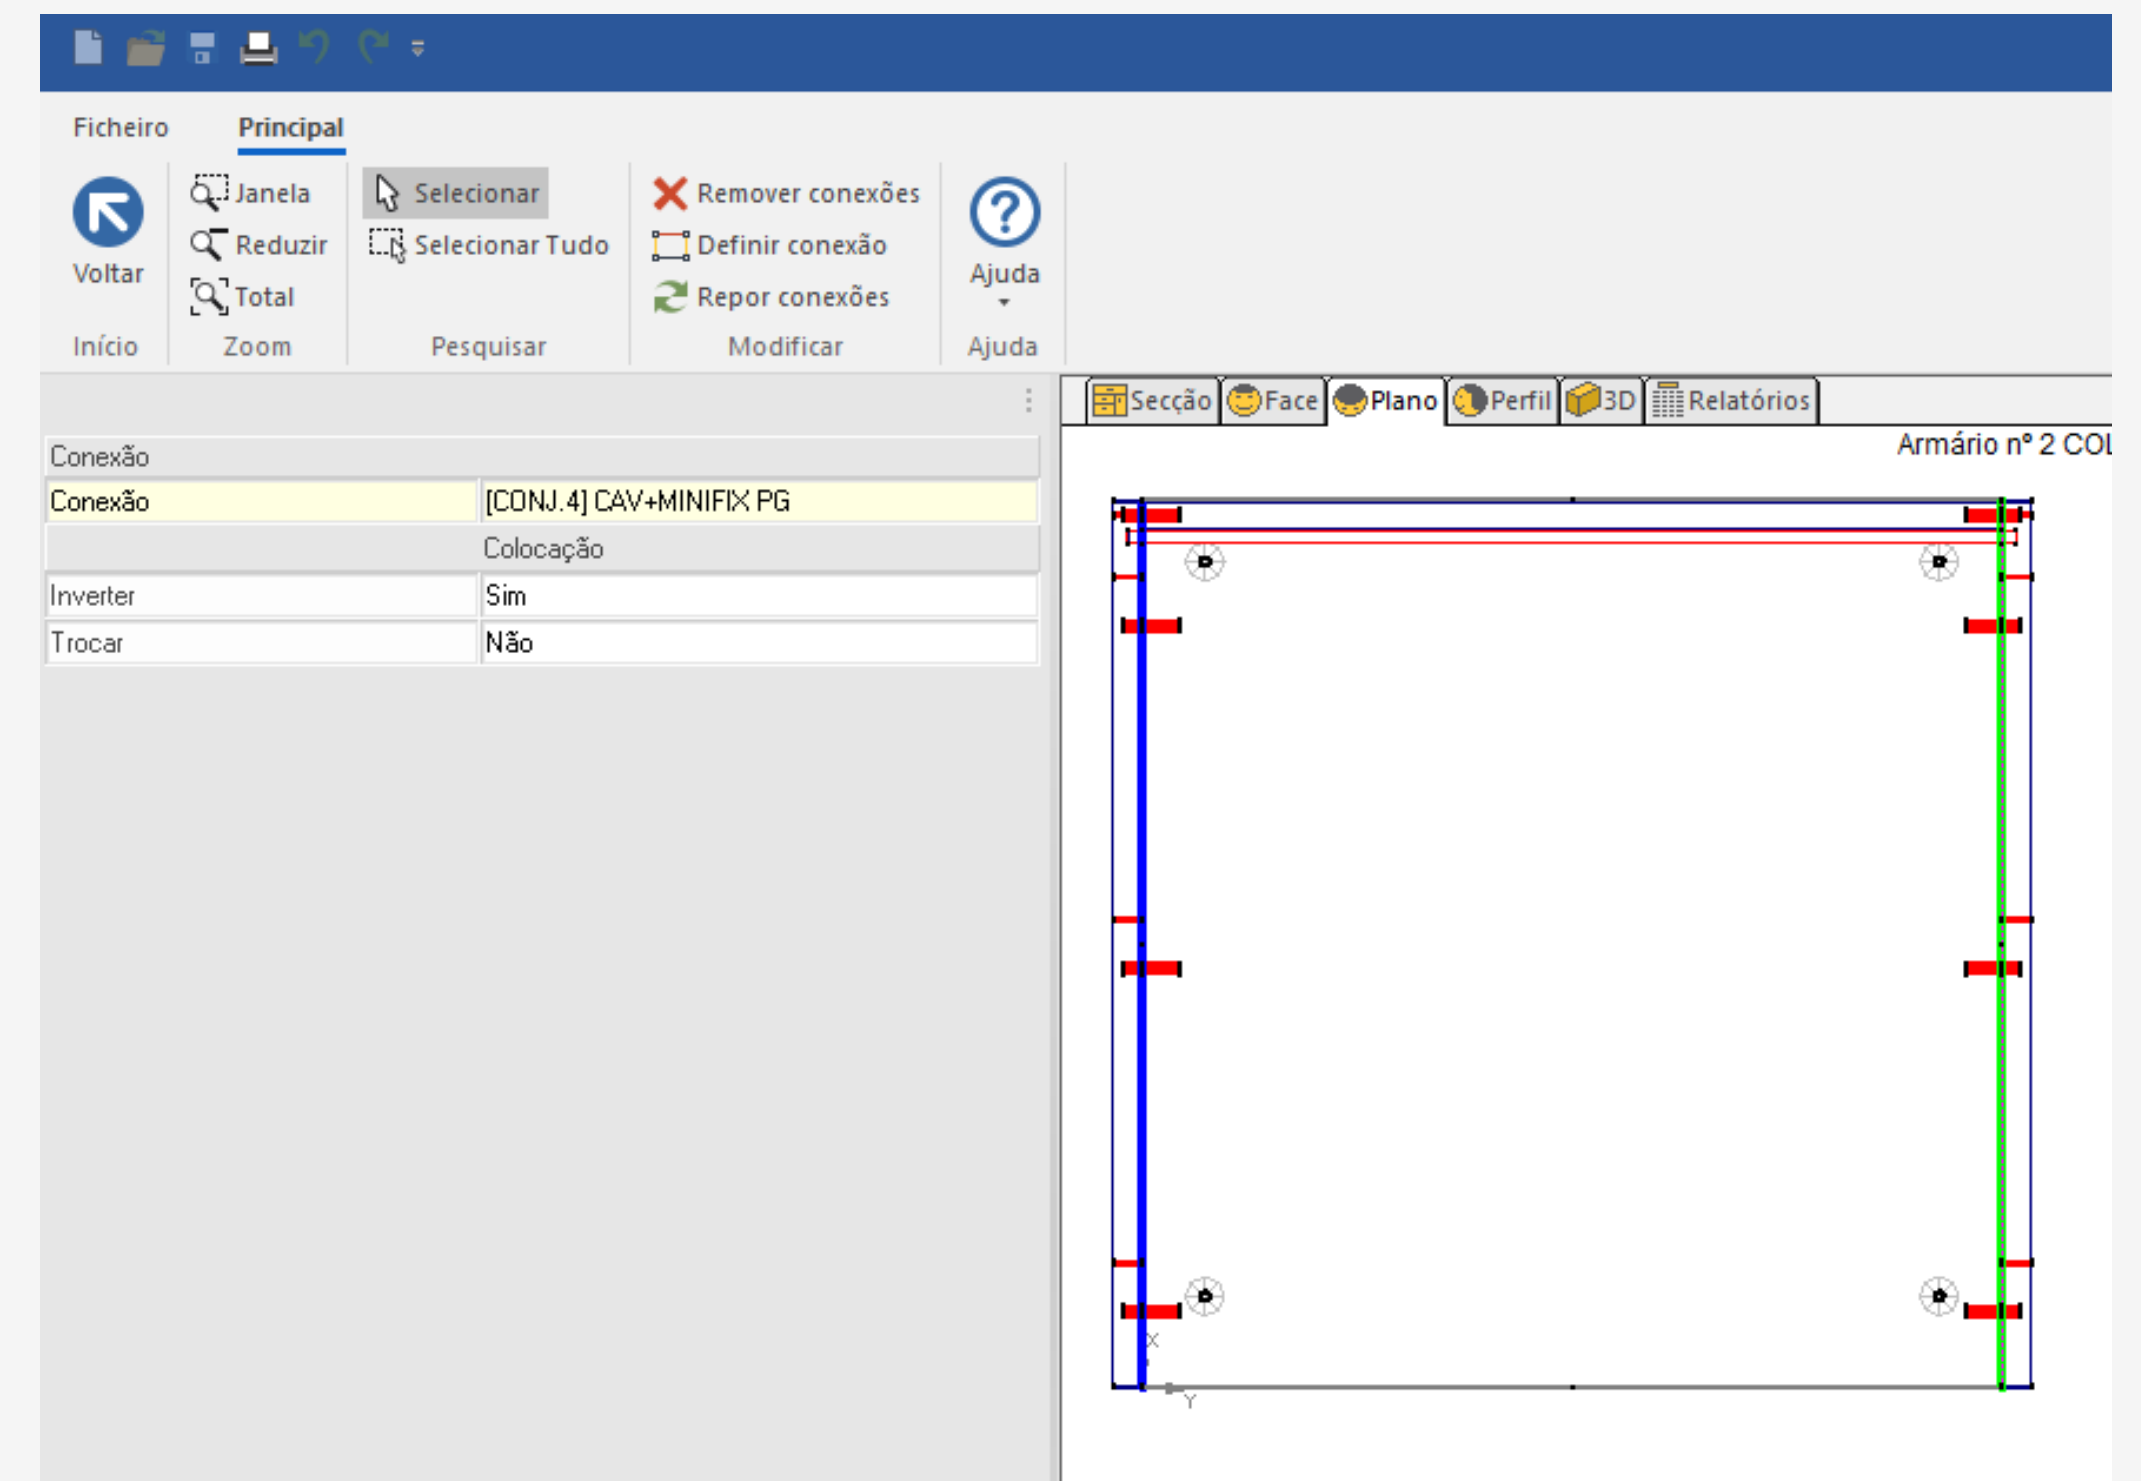 Ficheiro Principal
Voltar
Início
Janela
Reduzir
Total
Zoom
Selecionar
Selecionar Tudo
Pesquisar
Remover conexões
Definir conexão
Repor conexões
Modificar
Ajuda
Ajuda
Conexão
Conexão [CONJ.4] CAV+MINIFIX PG
Colocação
Inverter Sim
Trocar Não
Secção Face Plano Perfil 3D Relatórios
Armário nº 2 COL
X
Y